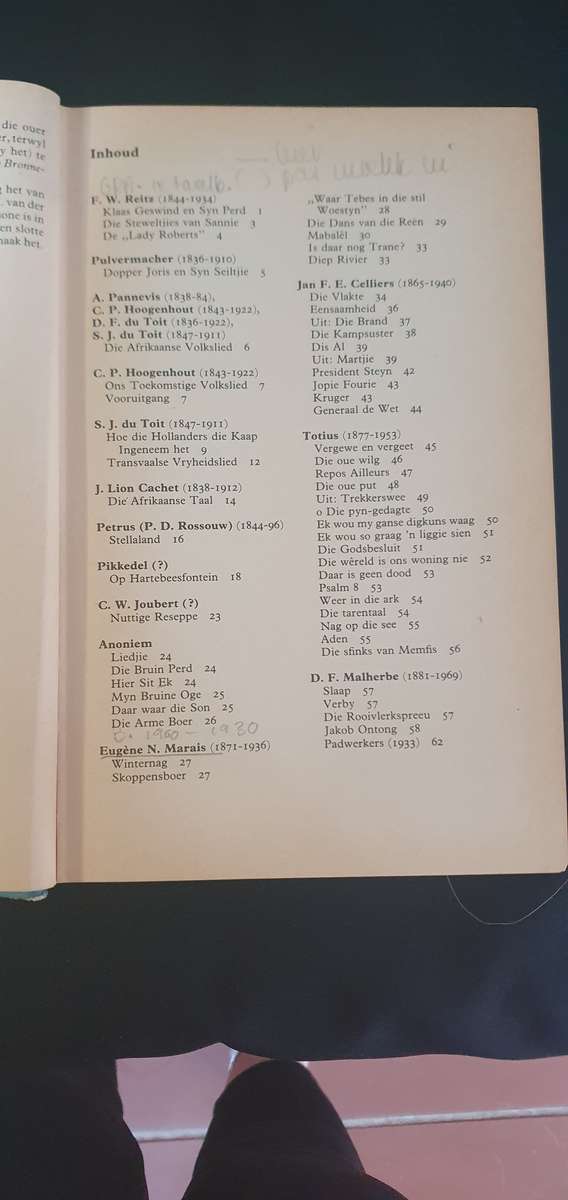 die ouer
er, terwyl
y het) te
Bronne-
g het van
van der
one is in
en slotte
maak het.
Inhoud
F. W. Reitz (1844-1934)
Klaas Geswind en Syn Perd 1
Die Steweltjies van Sannie 3
De „Lady Roberts” 4
Pulvermacher (1836-1910)
Dopper Joris en Syn Seiltjie 5
A. Pannevis (1838-84),
C. P. Hoogenhout (1843-1922),
D. F. du Toit (1836-1922),
S. J. du Toit (1847-1911)
Die Afrikaanse Volkslied 6
C. P. Hoogenhout (1843-1922)
Ons Toekomstige Volkslied 7
Vooruitgang 7
S. J. du Toit (1847-1911)
Hoe die Hollanders die Kaap
Ingeneem het 9
Transvaalse Vryheidslied 12
J. Lion Cachet (1838-1912)
Die Afrikaanse Taal 14
Petrus (P. D. Rossouw) (1844-96)
Stellaland 16
Pikkedel (?)
Op Hartebeesfontein 18
C. W. Joubert (?)
Nuttige Reseppe 23
Anoniem
Liedjie 24
Die Bruin Perd 24
Hier Sit Ek 24
Myn Bruine Oge 25
Daar waar die Son 25
Die Arme Boer 26
1900 - 1930
Eugène N. Marais (1871-1936)
Winternag 27
Skoppensboer 27
„Waar Tebes in die stil
Woestyn” 28
Die Dans van die Reën 29
Mabalêl 30
Is daar nog Trane? 33
Diep Rivier 33
Jan F. E. Celliers (1865-1940)
Die Vlakte 34
Eensaamheid 36
Uit: Die Brand 37
Die Kampsuster 38
Dis Al 39
Uit: Martjie 39
President Steyn 42
Jopie Fourie 43
Kruger 43
Generaal de Wet 44
Totius (1877-1953)
Vergewe en vergeet 45
Die oue wilg 46
Repos Ailleurs 47
Die oue put 48
Uit: Trekkerswee 49
o Die pyn-gedagte 50
Ek wou my ganse digkuns waag 50
Ek wou so graag 'n liggie sien 51
Die Godsbesluit 51
Die wêreld is ons woning nie 52
Daar is geen dood 53
Psalm 8 53
Weer in die ark 54
Die tarentaal 54
Nag op die see 55
Aden 55
Die sfinks van Memfis 56
D. F. Malherbe (1881-1969)
Slaap 57
Verby 57
Die Rooivlerkspreeu 57
Jakob Ontong 58
Padwerkers (1933) 62